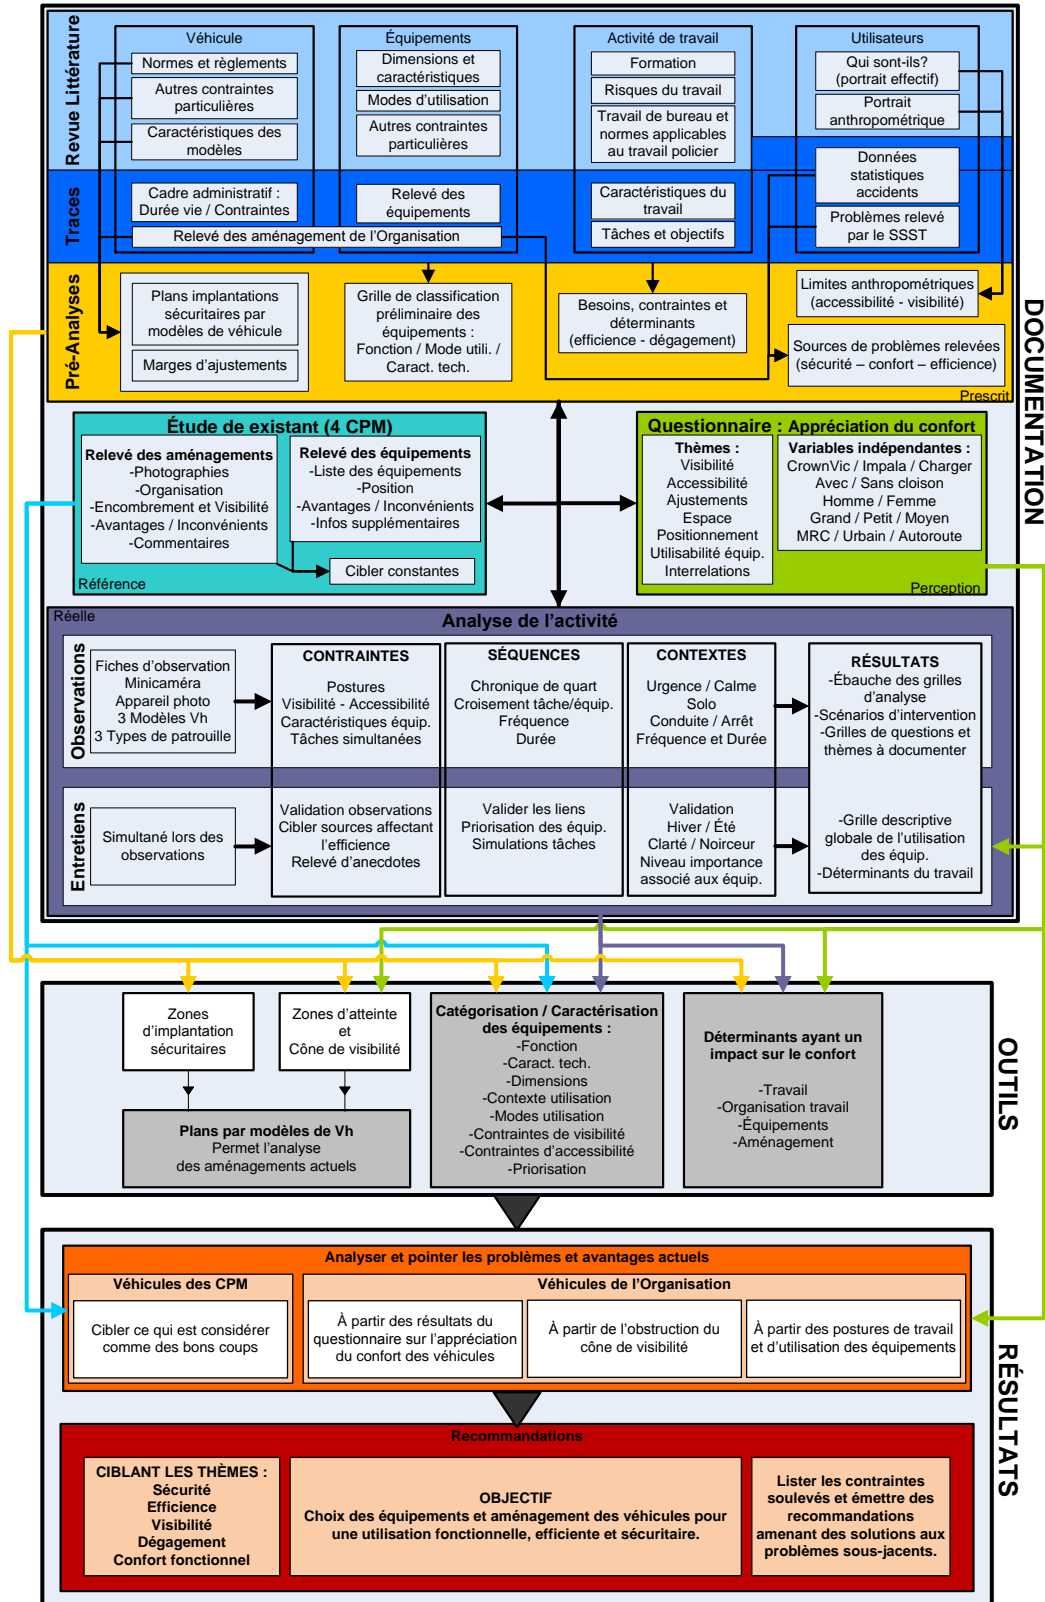 DOCUMENTATION
Revue Littérature
Véhicule
Normes et règlements
Autres contraintes
particulières
Caractéristiques des
modèles
Équipements
Dimensions et
caractéristiques
Modes d'utilisation
Autres contraintes
particulières
Activité de travail
Formation
Risques du travail
Travail de bureau et
normes applicables
au travail policier
Utilisateurs
Qui sont-ils?
(portrait effectif)
Portrait
anthropométrique
Données
statistiques
accidents
Traces
Cadre administratif :
Durée vie / Contraintes
Relevé des
équipements
Relevé des aménagement de l'Organisation
Caractéristiques du
travail
Tâches et objectifs
Problèmes relevé
par le SSST
Pré-Analyses
Plans implantations
sécuritaires par
modèles de véhicule
Marges d'ajustements
Grille de classification
préliminaire des
équipements :
Fonction / Mode utili. /
Caract. tech.
Besoins, contraintes et
déterminants
(efficience - dégagement)
Limites anthropométriques
(accessibilité - visibilité)
Sources de problèmes relevées
(sécurité – confort – efficience)
Prescrit
Étude de existant (4 CPM)
Relevé des aménagements
-Photographies
-Organisation
-Encombrement et Visibilité
-Avantages / Inconvénients
-Commentaires
Relevé des équipements
-Liste des équipements
-Position
-Avantages / Inconvénients
-Infos supplémentaires
Cibler constantes
Référence
Questionnaire : Appréciation du confort
Thèmes :
Visibilité
Accessibilité
Ajustements
Espace
Positionnement
Utilisabilité équip.
Interrelations
Variables indépendantes :
CrownVic / Impala / Charger
Avec / Sans cloison
Homme / Femme
Grand / Petit / Moyen
MRC / Urbain / Autoroute
Perception
Réelle
Analyse de l'activité
Observations
Fiches d'observation
Minicaméra
Appareil photo
3 Modèles Vh
3 Types de patrouille
CONTRAINTES
Postures
Visibilité - Accessibilité
Caractéristiques équip.
Tâches simultanées
SÉQUENCES
Chronique de quart
Croisement tâche/équip.
Fréquence
Durée
CONTEXTES
Urgence / Calme
Solo
Conduite / Arrêt
Fréquence et Durée
RÉSULTATS
-Ébauche des grilles
d'analyse
-Scénarios d'intervention
-Grilles de questions et
thèmes à documenter
Entretiens
Simultané lors des
observations
Validation observations
Cibler sources affectant
l'efficience
Relevé d'anecdotes
Valider les liens
Priorisation des équip.
Simulations tâches
Validation
Hiver / Été
Clarté / Noirceur
Niveau importance
associé aux équip.
-Grille descriptive
globale de l'utilisation
des équip.
-Déterminants du travail
OUTILS
Zones
d'implantation
sécuritaires
Zones d'atteinte
et
Cône de visibilité
Plans par modèles de Vh
Permet l'analyse
des aménagements actuels
Catégorisation / Caractérisation
des équipements :
-Fonction
-Caract. tech.
-Dimensions
-Contexte utilisation
-Modes utilisation
-Contraintes de visibilité
-Contraintes d'accessibilité
-Priorisation
Déterminants ayant un
impact sur le confort
-Travail
-Organisation travail
-Équipements
-Aménagement
RÉSULTATS
Analyser et pointer les problèmes et avantages actuels
Véhicules des CPM
Cibler ce qui est considérer
comme des bons coups
Véhicules de l'Organisation
À partir des résultats du
questionnaire sur l'appréciation
du confort des véhicules
À partir de l'obstruction du
cône de visibilité
À partir des postures de travail
et d'utilisation des équipements
Recommandations
CIBLANT LES THÈMES :
Sécurité
Efficience
Visibilité
Dégagement
Confort fonctionnel
OBJECTIF
Choix des équipements et aménagement des véhicules pour
une utilisation fonctionnelle, efficiente et sécuritaire.
Lister les contraintes
soulevés et émettre des
recommandations
amenant des solutions aux
problèmes sous-jacents.